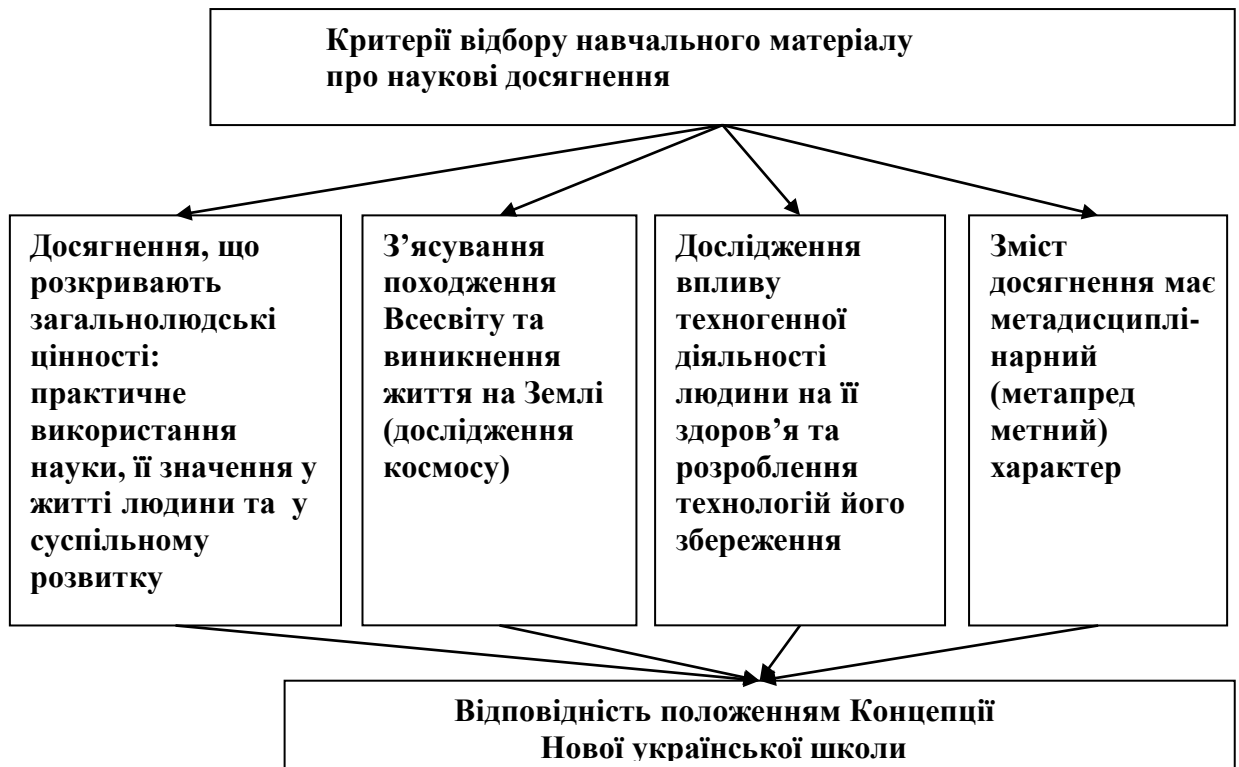 Критерії відбору навчального матеріалу
про наукові досягнення
Досягнення, що
розкривають
загальнолюдські
цінності:
практичне
використання
науки, її значення у
житті людини та у
суспільному
розвитку
З’ясування
походження
Всесвіту та
виникнення
життя на Землі
(дослідження
космосу)
Дослідження
впливу
техногенної
діяльності
людини на її
здоров’я та
розроблення
технологій його
збереження
Зміст
досягнення має
метадисциплі-
нарний
(метапред
метний)
характер
Відповідність положенням Концепції
Нової української школи